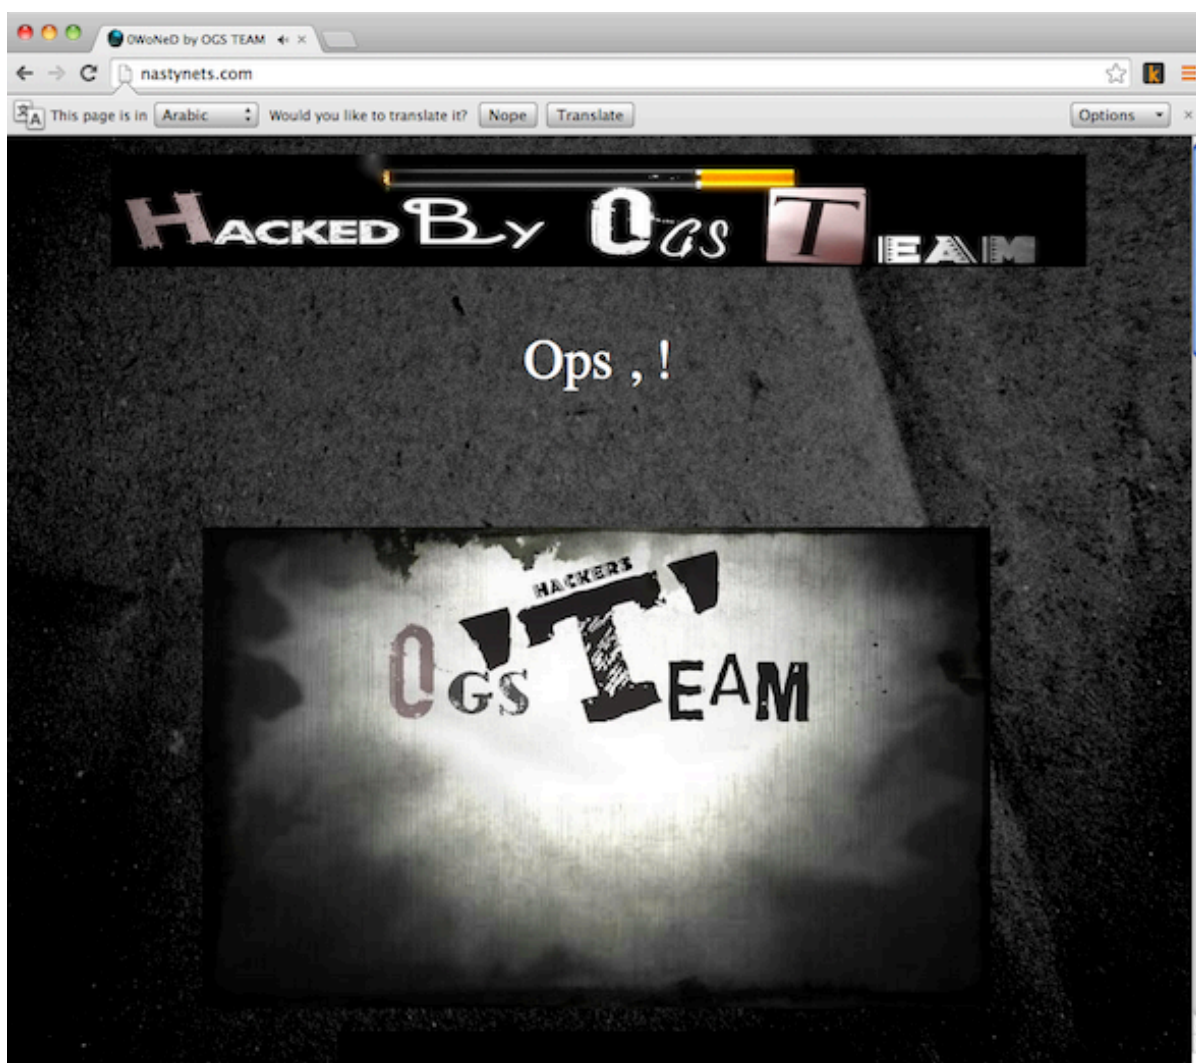 0WoNeD by OGS TEAM
nastynets.com
This page is in Arabic Would you like to translate it? Nope Translate Options
HACKED By OGS TEAM
Ops , !
HACKERS
OGS 'T' EAM